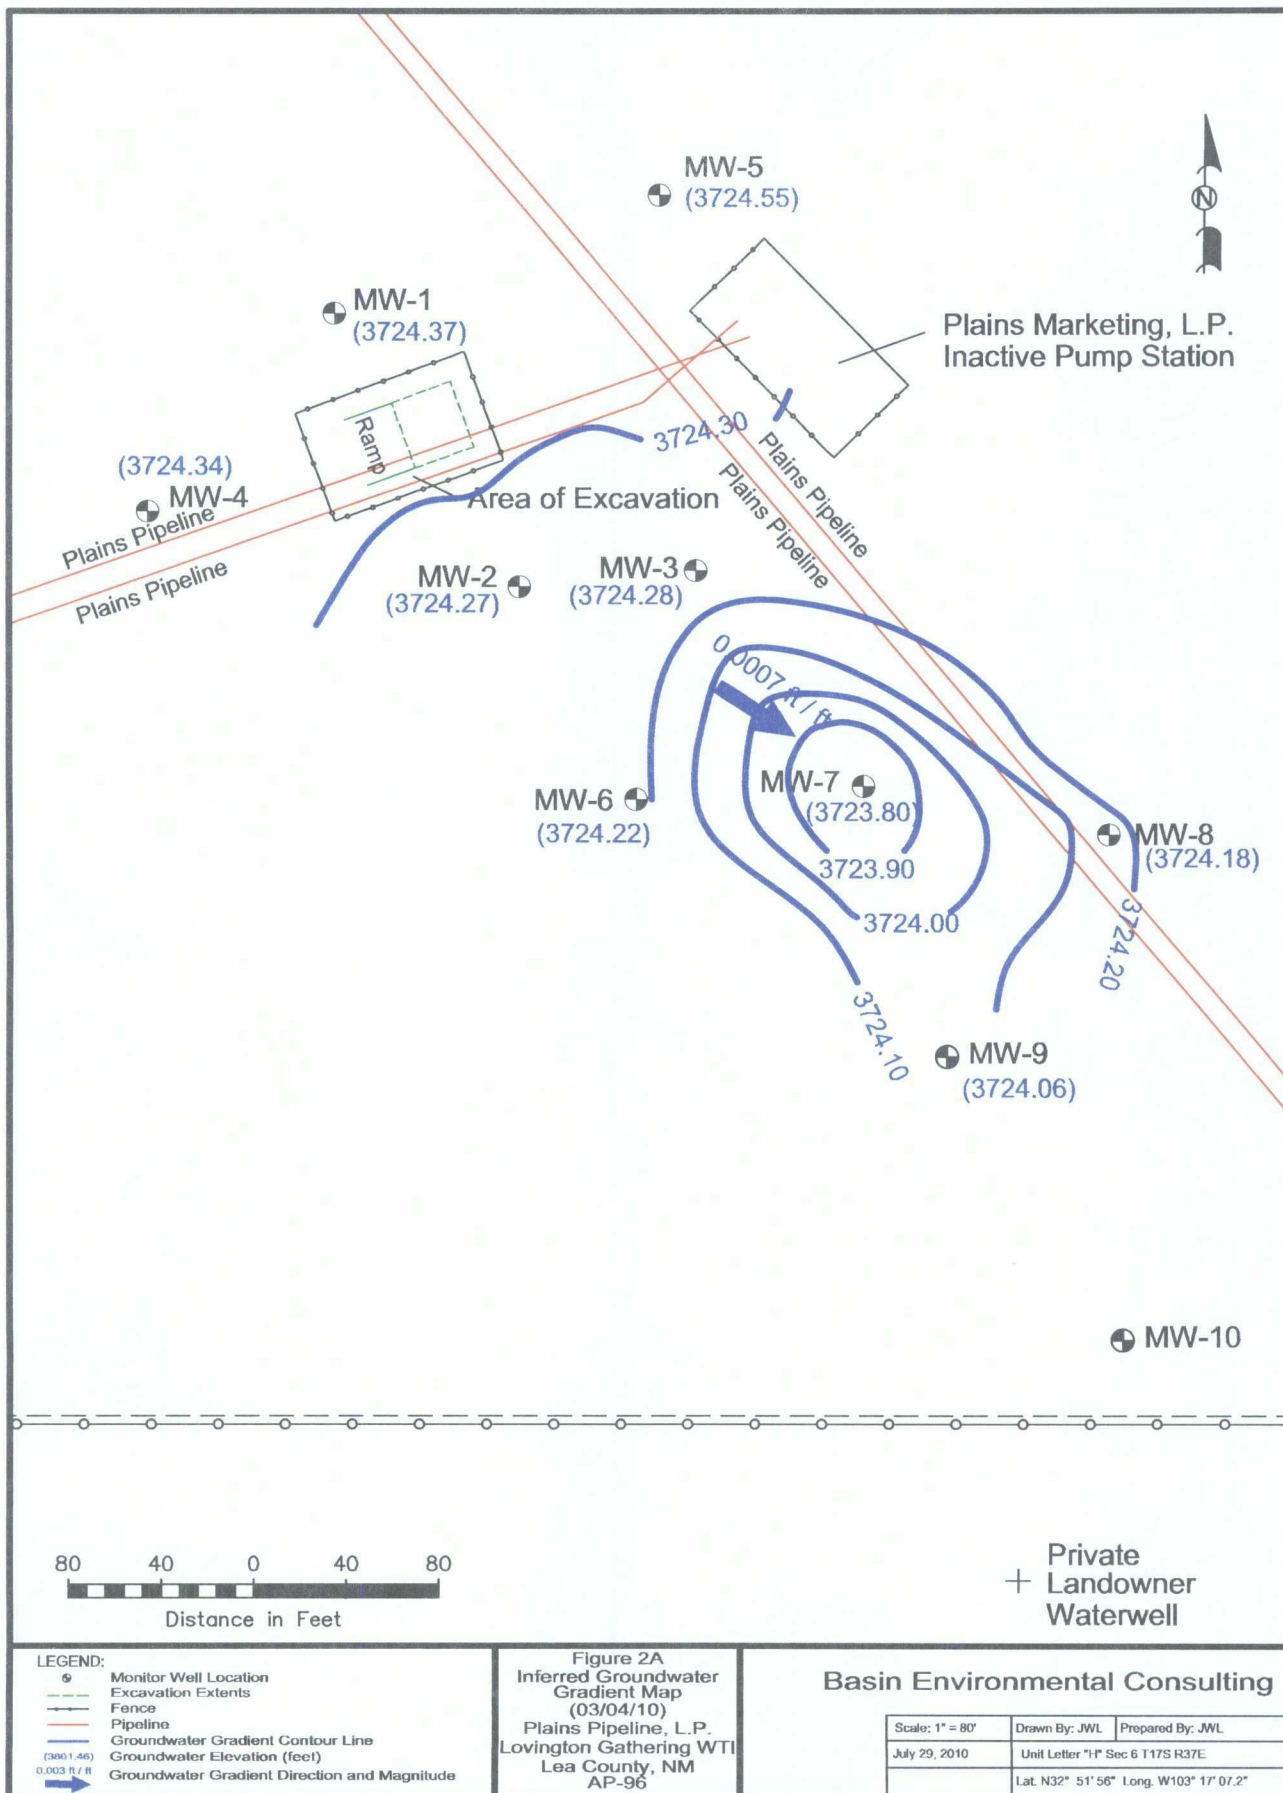 MW-5
(3724.55)
N
MW-1
(3724.37)
Plains Marketing, L.P.
Inactive Pump Station
Ramp
3724.30
(3724.34)
MW-4
Area of Excavation
Plains Pipeline
Plains Pipeline
Plains Pipeline
Plains Pipeline
MW-2
(3724.27)
MW-3
(3724.28)
0.0007 ft / ft
MW-6
(3724.22)
MW-7
(3723.80)
3723.90
MW-8
(3724.18)
3724.00
3724.20
3724.10
MW-9
(3724.06)
MW-10
80 40 0 40 80
Distance in Feet
Private
Landowner
Waterwell
LEGEND:
Monitor Well Location
Excavation Extents
Fence
Pipeline
Groundwater Gradient Contour Line
(3861.46) Groundwater Elevation (feet)
0.003 ft / ft
Groundwater Gradient Direction and Magnitude
Figure 2A
Inferred Groundwater
Gradient Map
(03/04/10)
Plains Pipeline, L.P.
Lovington Gathering WTI
Lea County, NM
AP-96
Basin Environmental Consulting
Scale: 1" = 80' Drawn By: JWL Prepared By: JWL
July 29, 2010 Unit Letter "H" Sec 6 T17S R37E
Lat. N32° 51' 56" Long. W103° 17' 07.2"